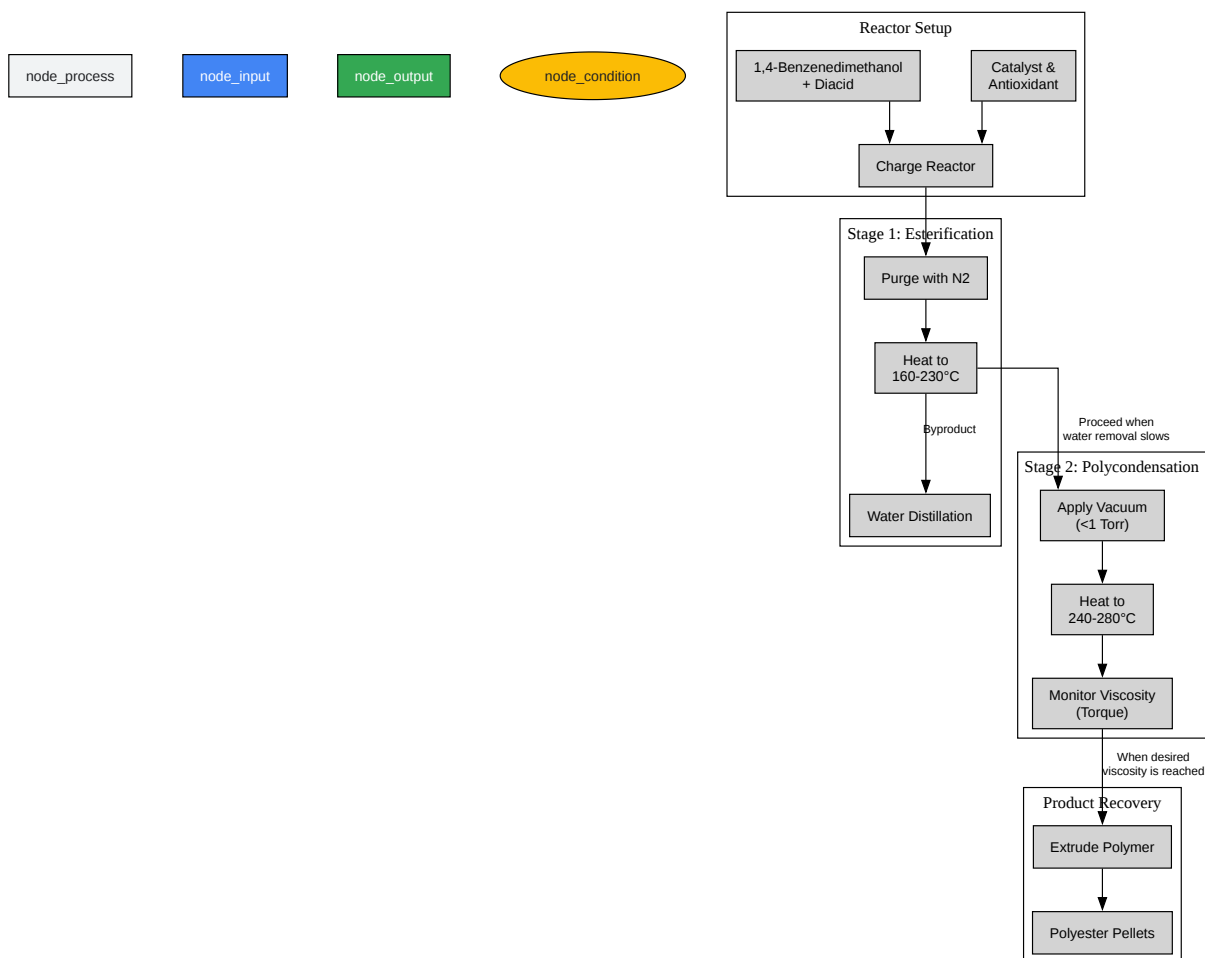 node_process
node_input
node_output
node_condition
Reactor Setup
1,4-Benzenedimethanol
+ Diacid
Catalyst &
Antioxidant
Charge Reactor
Stage 1: Esterification
Purge with N2
Heat to
160-230°C
Byproduct
Water Distillation
Proceed when
water removal slows
Stage 2: Polycondensation
Apply Vacuum
(<1 Torr)
Heat to
240-280°C
Monitor Viscosity
(Torque)
When desired
viscosity is reached
Product Recovery
Extrude Polymer
Polyester Pellets